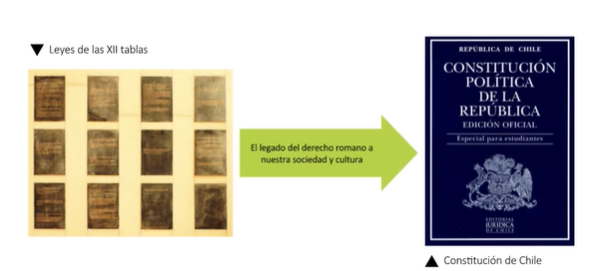 Leyes de las XII tablas
El legado del derecho romano a
nuestra sociedad y cultura
REPÚBLICA DE CHILE
CONSTITUCIÓN
POLÍTICA
DE LA
REPÚBLICA
EDICIÓN OFICIAL
Especial para estudiantes
EDITORIAL
JURIDICA
DE CHILE
Constitución de Chile